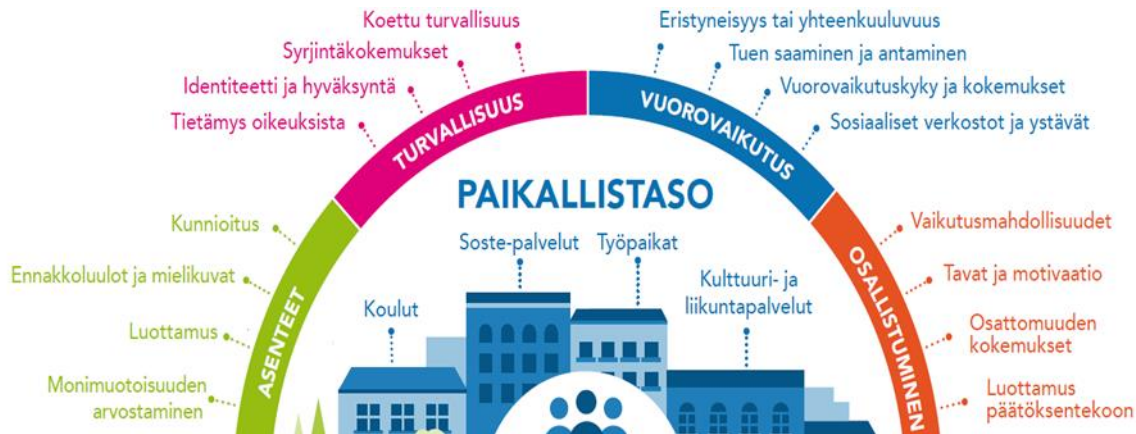 Koettu turvallisuus
Syrjintäkokemukset
Identiteetti ja hyväksyntä
Tietämys oikeuksista
TURVALLISUUS
Eristyneisyys tai yhteenkuuluvuus
Tuen saaminen ja antaminen
Vuorovaikutuskyky ja kokemukset
Sosiaaliset verkostot ja ystävät
VUOROVAIKUTUS
PAIKALLISTASO
Kunnioitus
Ennakkoluulot ja mielikuvat
Luottamus
Monimuotoisuuden
arvostaminen
ASENTEET
Koulut
Soste-palvelut
Työpaikat
Kulttuuri- ja
liikuntapalvelut
Vaikutusmahdollisuudet
Tavat ja motivaatio
Osattomuuden
kokemukset
Luottamus
päätöksentekoon
OSALLISTUMINEN